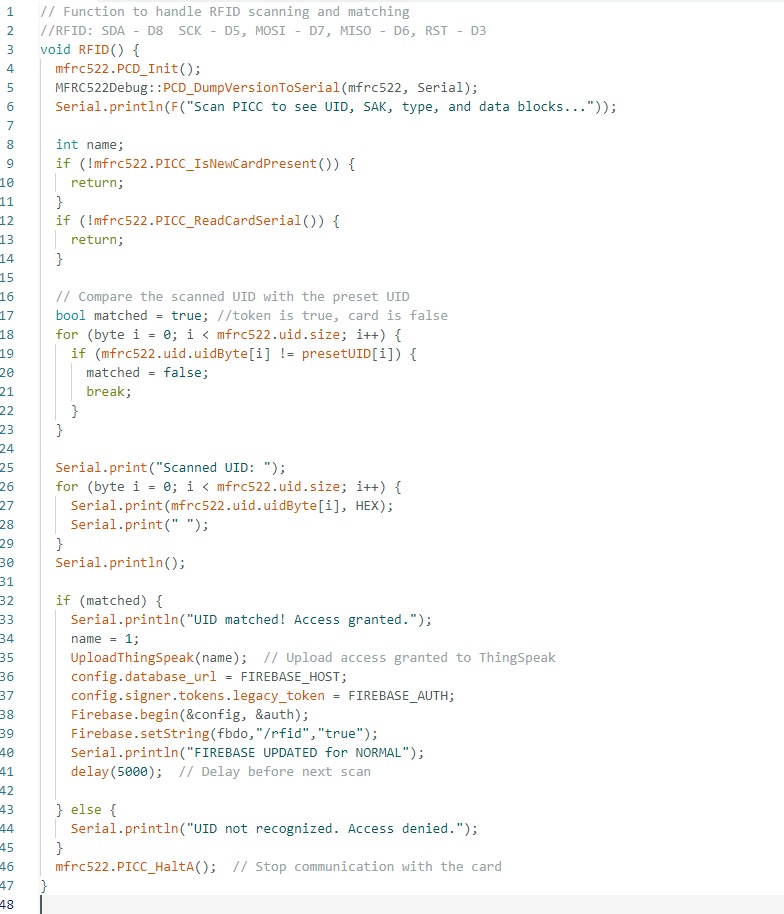 1 // Function to handle RFID scanning and matching
2 //RFID: SDA - D8  SCK - D5, MOSI - D7, MISO - D6, RST - D3
3 void RFID() {
4   mfrc522.PCD_Init();
5   MFRC522Debug::PCD_DumpVersionToSerial(mfrc522, Serial);
6   Serial.println(F("Scan PICC to see UID, SAK, type, and data blocks..."));
7
8   int name;
9   if (!mfrc522.PICC_IsNewCardPresent()) {
10     return;
11   }
12   if (!mfrc522.PICC_ReadCardSerial()) {
13     return;
14   }
15
16   // Compare the scanned UID with the preset UID
17   bool matched = true; //token is true, card is false
18   for (byte i = 0; i < mfrc522.uid.size; i++) {
19     if (mfrc522.uid.uidByte[i] != presetUID[i]) {
20       matched = false;
21       break;
22     }
23   }
24
25   Serial.print("Scanned UID: ");
26   for (byte i = 0; i < mfrc522.uid.size; i++) {
27     Serial.print(mfrc522.uid.uidByte[i], HEX);
28     Serial.print(" ");
29   }
30   Serial.println();
31
32   if (matched) {
33     Serial.println("UID matched! Access granted.");
34     name = 1;
35     UploadThingSpeak(name);  // Upload access granted to ThingSpeak
36     config.database_url = FIREBASE_HOST;
37     config.signer.tokens.legacy_token = FIREBASE_AUTH;
38     Firebase.begin(&config, &auth);
39     Firebase.setString(fbdo,"/rfid","true");
40     Serial.println("FIREBASE UPDATED for NORMAL");
41     delay(5000);  // Delay before next scan
42
43   } else {
44     Serial.println("UID not recognized. Access denied.");
45   }
46   mfrc522.PICC_HaltA();  // Stop communication with the card
47 }
48